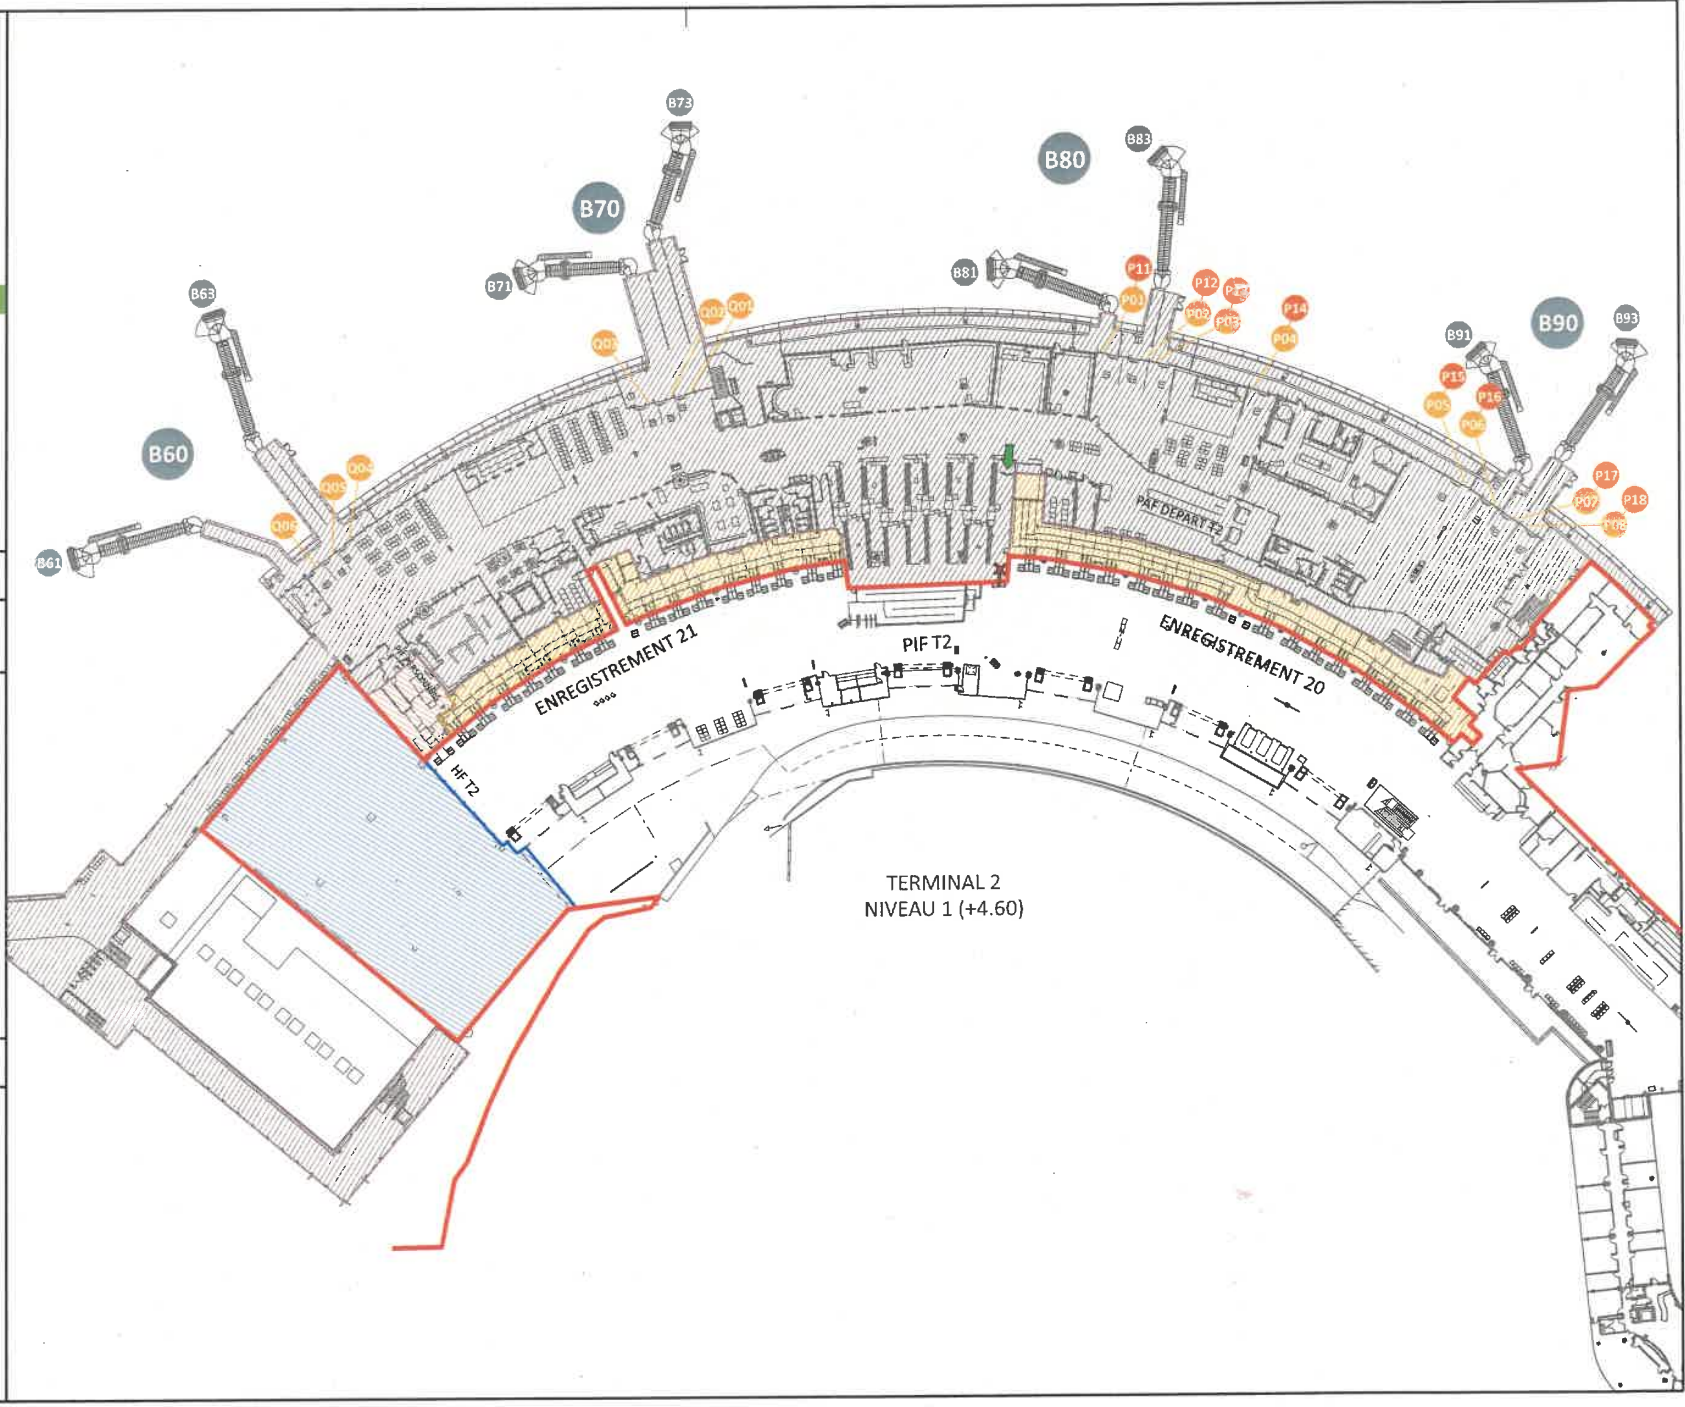 B73
B83
B80
B70
B81
P11
P12
B71
B63
P01
P14
Q02
Q01
P02
P03
B90
B93
Q03
P04
B91
P15
P16
P05
P06
B60
Q04
P17
Q05
P18
P07
P08
PAF DEPART T2
Q06
B61
ENREGISTREMENT 21
PIF T2
ENREGISTREMENT 20
HF T2
TERMINAL 2
NIVEAU 1 (+4.60)